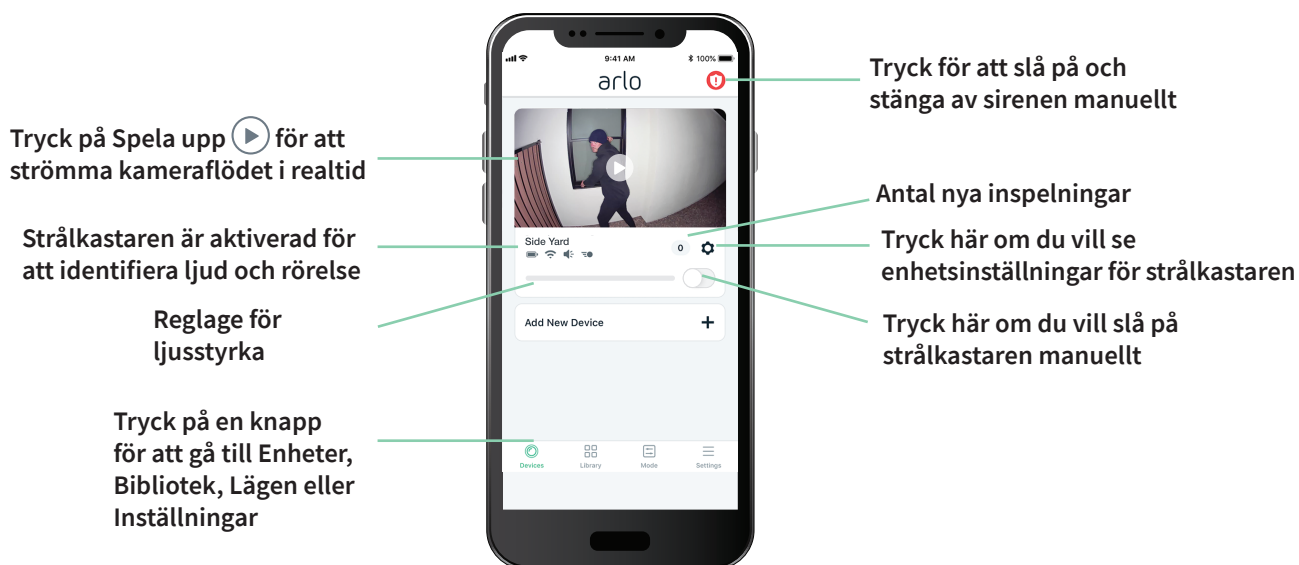 Tryck på Spela upp för att
strömma kameraflödet i realtid
Strålkastaren är aktiverad för
att identifiera ljud och rörelse
Reglage för
ljusstyrka
Tryck på en knapp
för att gå till Enheter,
Bibliotek, Lägen eller
Inställningar
9:41 AM
100%
arlo
Side Yard
0
Add New Device
+
Devices
Library
Mode
Settings
Tryck för att slå på och
stänga av sirenen manuellt
Antal nya inspelningar
Tryck här om du vill se
enhetsinställningar för strålkastaren
Tryck här om du vill slå på
strålkastaren manuellt